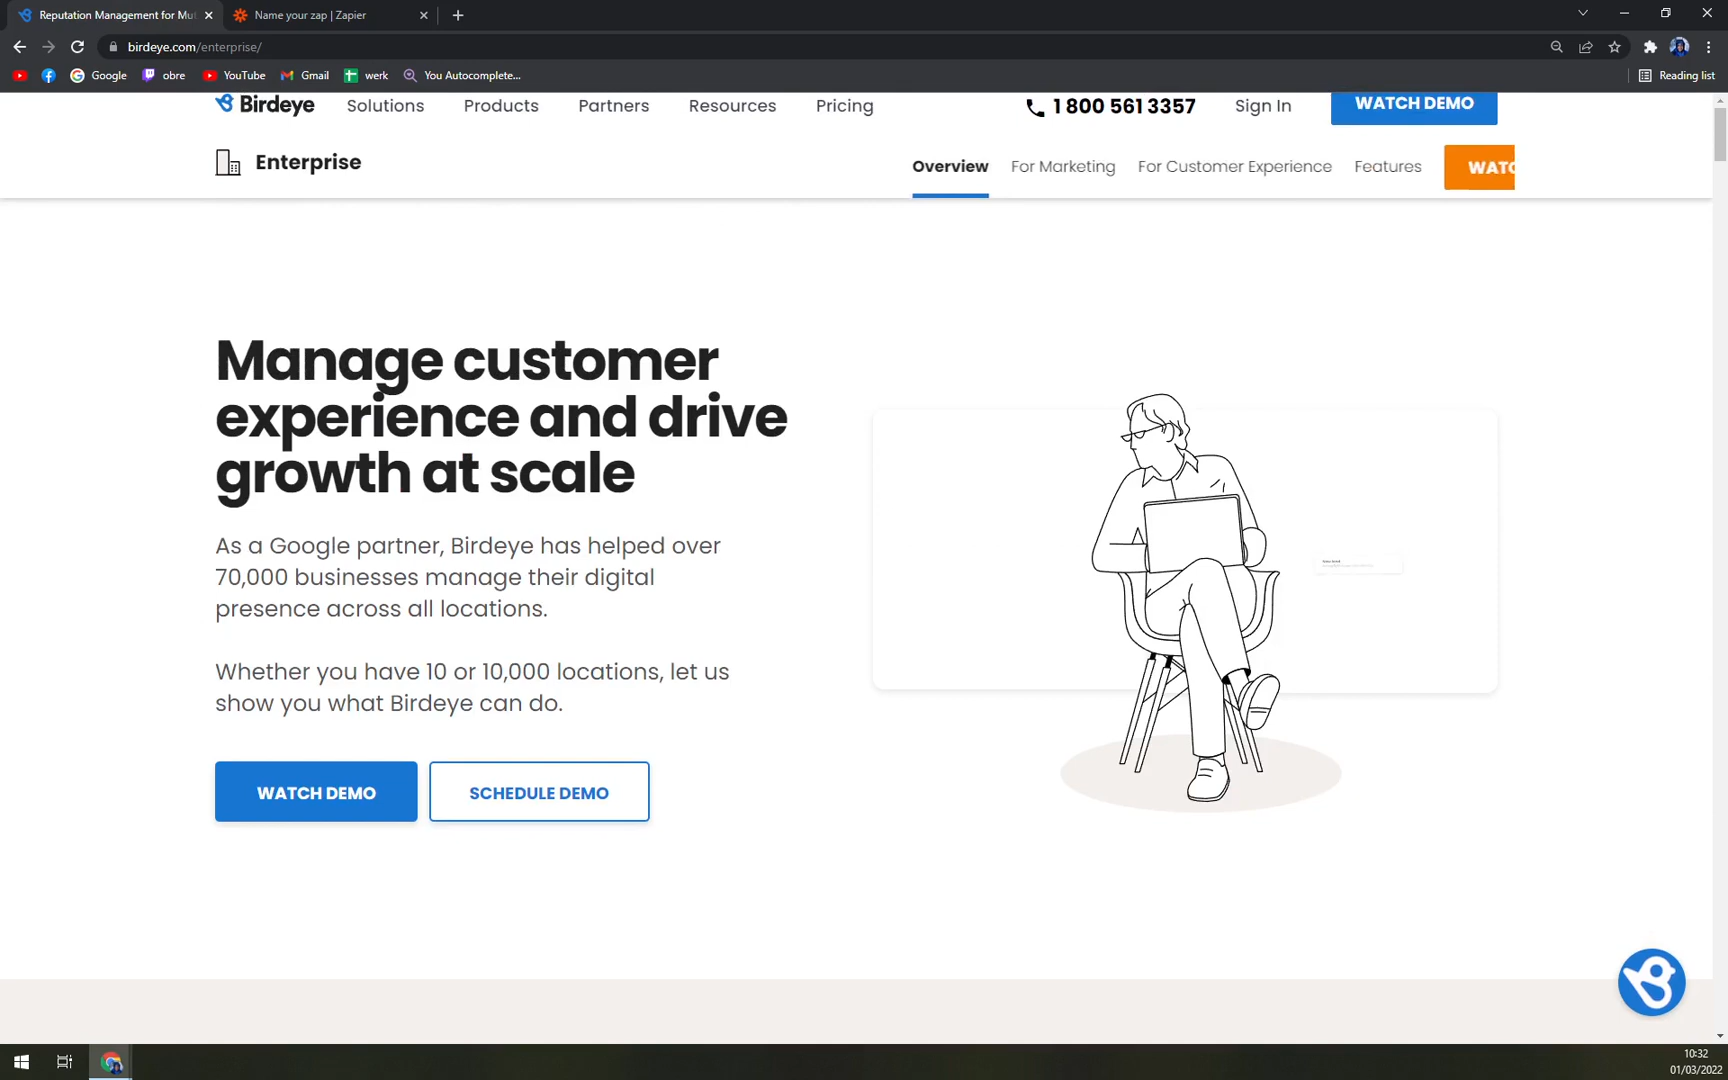 Reputation Management for Mul
Name your zap | Zapier
birdeye.com/enterprise/
Google
obre
YouTube
Gmail
werk
You Autocomplete...
Reading list
Birdeye
Solutions
Products
Partners
Resources
Pricing
1 800 561 3357
Sign In
WATCH DEMO
Enterprise
Overview
For Marketing
For Customer Experience
Features
WATC
Manage customer
experience and drive
growth at scale
As a Google partner, Birdeye has helped over
70,000 businesses manage their digital
presence across all locations.
Whether you have 10 or 10,000 locations, let us
show you what Birdeye can do.
WATCH DEMO
SCHEDULE DEMO
10:32
01/03/2022